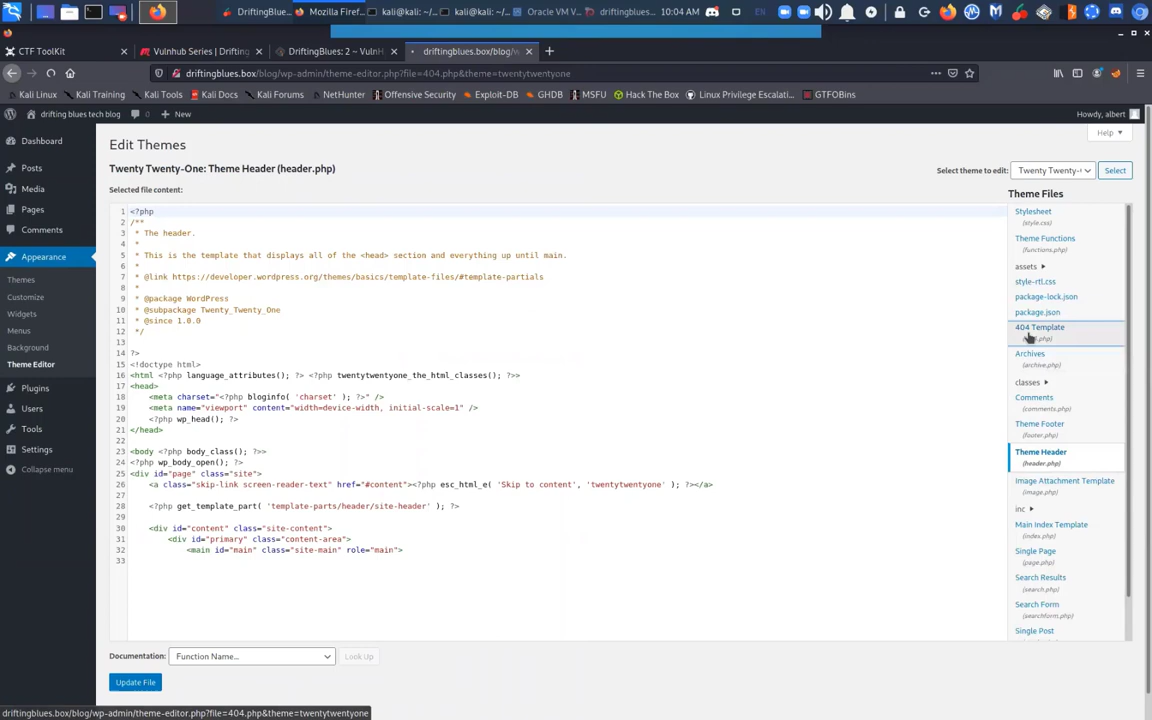 DriftingBlue...
Mozilla Firef...
kali@kali: ~/...
kali@kali: ~/...
Oracle VM V...
driftingblues...
10:04 AM
EN
CTF ToolKit
Vulnhub Series | Drifting
DriftingBlues: 2 ~ VulnH
driftingblues.box/blog/w
driftingblues.box/blog/wp-admin/theme-editor.php?file=404.php&theme=twentytwentyone
Kali Linux
Kali Training
Kali Tools
Kali Docs
Kali Forums
NetHunter
Offensive Security
Exploit-DB
GHDB
MSFU
Hack The Box
Linux Privilege Escalati...
GTFOBins
drifting blues tech blog
0
New
Howdy, albert
Dashboard
Posts
Media
Pages
Comments
Appearance
Themes
Customize
Widgets
Menus
Background
Theme Editor
Plugins
Users
Tools
Settings
Collapse menu
Help
Edit Themes
Twenty Twenty-One: Theme Header (header.php)
Select theme to edit:
Twenty Twenty-
Select
Selected file content:
1 <?php
2 /**
3 * The header.
4 *
5 * This is the template that displays all of the <head> section and everything up until main.
6 *
7 * @link https://developer.wordpress.org/themes/basics/template-files/#template-partials
8 *
9 * @package WordPress
10 * @subpackage Twenty_Twenty_One
11 * @since 1.0.0
12 */
13
14 ?>
15 <!doctype html>
16 <html <?php language_attributes(); ?> <?php twentytwentyone_the_html_classes(); ?>>
17 <head>
18 <meta charset="<?php bloginfo( 'charset' ); ?>" />
19 <meta name="viewport" content="width=device-width, initial-scale=1" />
20 <?php wp_head(); ?>
21 </head>
22
23 <body <?php body_class(); ?>>
24 <?php wp_body_open(); ?>
25 <div id="page" class="site">
26 <a class="skip-link screen-reader-text" href="#content"><?php esc_html_e( 'Skip to content', 'twentytwentyone' ); ?></a>
27
28 <?php get_template_part( 'template-parts/header/site-header' ); ?>
29
30 <div id="content" class="site-content">
31 <div id="primary" class="content-area">
32 <main id="main" class="site-main" role="main">
33
Theme Files
Stylesheet
(style.css)
Theme Functions
(functions.php)
assets
style-rtl.css
package-lock.json
package.json
404 Template
Archives
(archive.php)
classes
Comments
(comments.php)
Theme Footer
(footer.php)
Theme Header
(header.php)
Image Attachment Template
(image.php)
inc
Main Index Template
(index.php)
Single Page
(page.php)
Search Results
(search.php)
Search Form
(searchform.php)
Single Post
Documentation:
Function Name...
Look Up
Update File
driftingblues.box/blog/wp-admin/theme-editor.php?file=404.php&theme=twentytwentyone